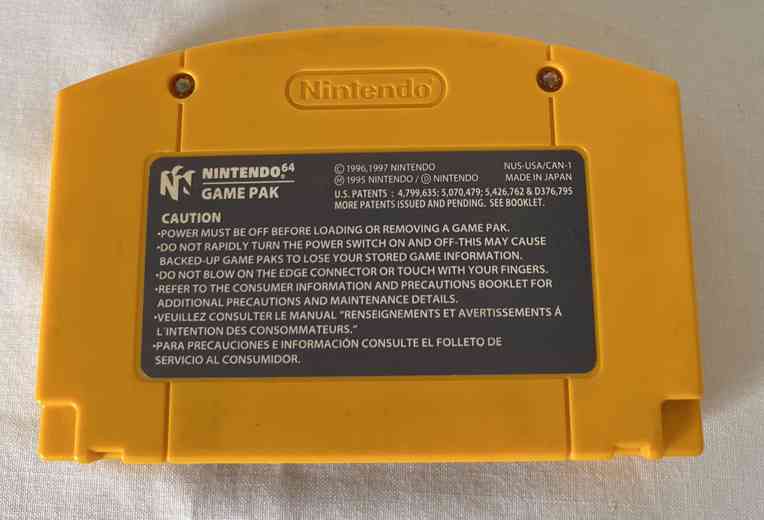 Nintendo
NINTENDO64
GAME PAK
©1996,1997 NINTENDO
Ⓜ1995 NINTENDO / Ⓓ NINTENDO
NUS-USA/CAN-1
MADE IN JAPAN
U.S. PATENTS : 4,799,635; 5,070,479; 5,426,762 & D376,795
MORE PATENTS ISSUED AND PENDING. SEE BOOKLET.
CAUTION
•POWER MUST BE OFF BEFORE LOADING OR REMOVING A GAME PAK.
•DO NOT RAPIDLY TURN THE POWER SWITCH ON AND OFF-THIS MAY CAUSE
BACKED-UP GAME PAKS TO LOSE YOUR STORED GAME INFORMATION.
•DO NOT BLOW ON THE EDGE CONNECTOR OR TOUCH WITH YOUR FINGERS.
•REFER TO THE CONSUMER INFORMATION AND PRECAUTIONS BOOKLET FOR
ADDITIONAL PRECAUTIONS AND MAINTENANCE DETAILS.
•VEUILLEZ CONSULTER LE MANUAL "RENSEIGNEMENTS ET AVERTISSEMENTS Á
L'INTENTION DES CONSOMMATEURS."
•PARA PRECAUCIONES E INFORMACIÓN CONSULTE EL FOLLETO DE
SERVICIO AL CONSUMIDOR.